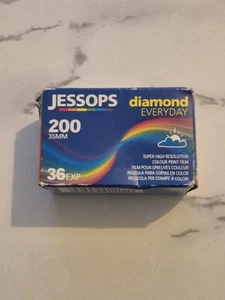 JESSOPS
diamond
EVERYDAY
200
35MM
36EXP
SUPER HIGH RESOLUTION
COLOUR PRINT FILM
FILM POUR EPREUVES COULEUR
PELICULA PARA COPIAS EN COLOR
PELLICOLA PER STAMPE A COLORI